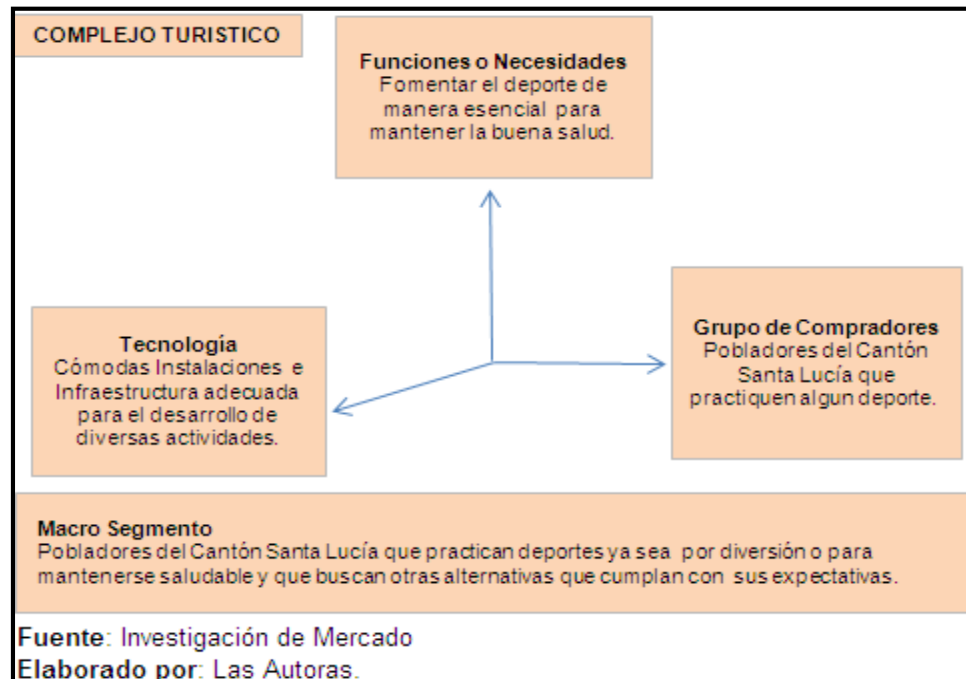 COMPLEJO TURISTICO
Funciones o Necesidades
Fomentar el deporte de
manera esencial para
mantener la buena salud.
Tecnología
Cómodas Instalaciones e
Infraestructura adecuada
para el desarrollo de
diversas actividades.
Grupo de Compradores
Pobladores del Cantón
Santa Lucía que
practiquen algun deporte.
Macro Segmento
Pobladores del Cantón Santa Lucía que practican deportes ya sea por diversión o para
mantenerse saludable y que buscan otras alternativas que cumplan con sus expectativas.
Fuente: Investigación de Mercado
Elaborado por: Las Autoras.